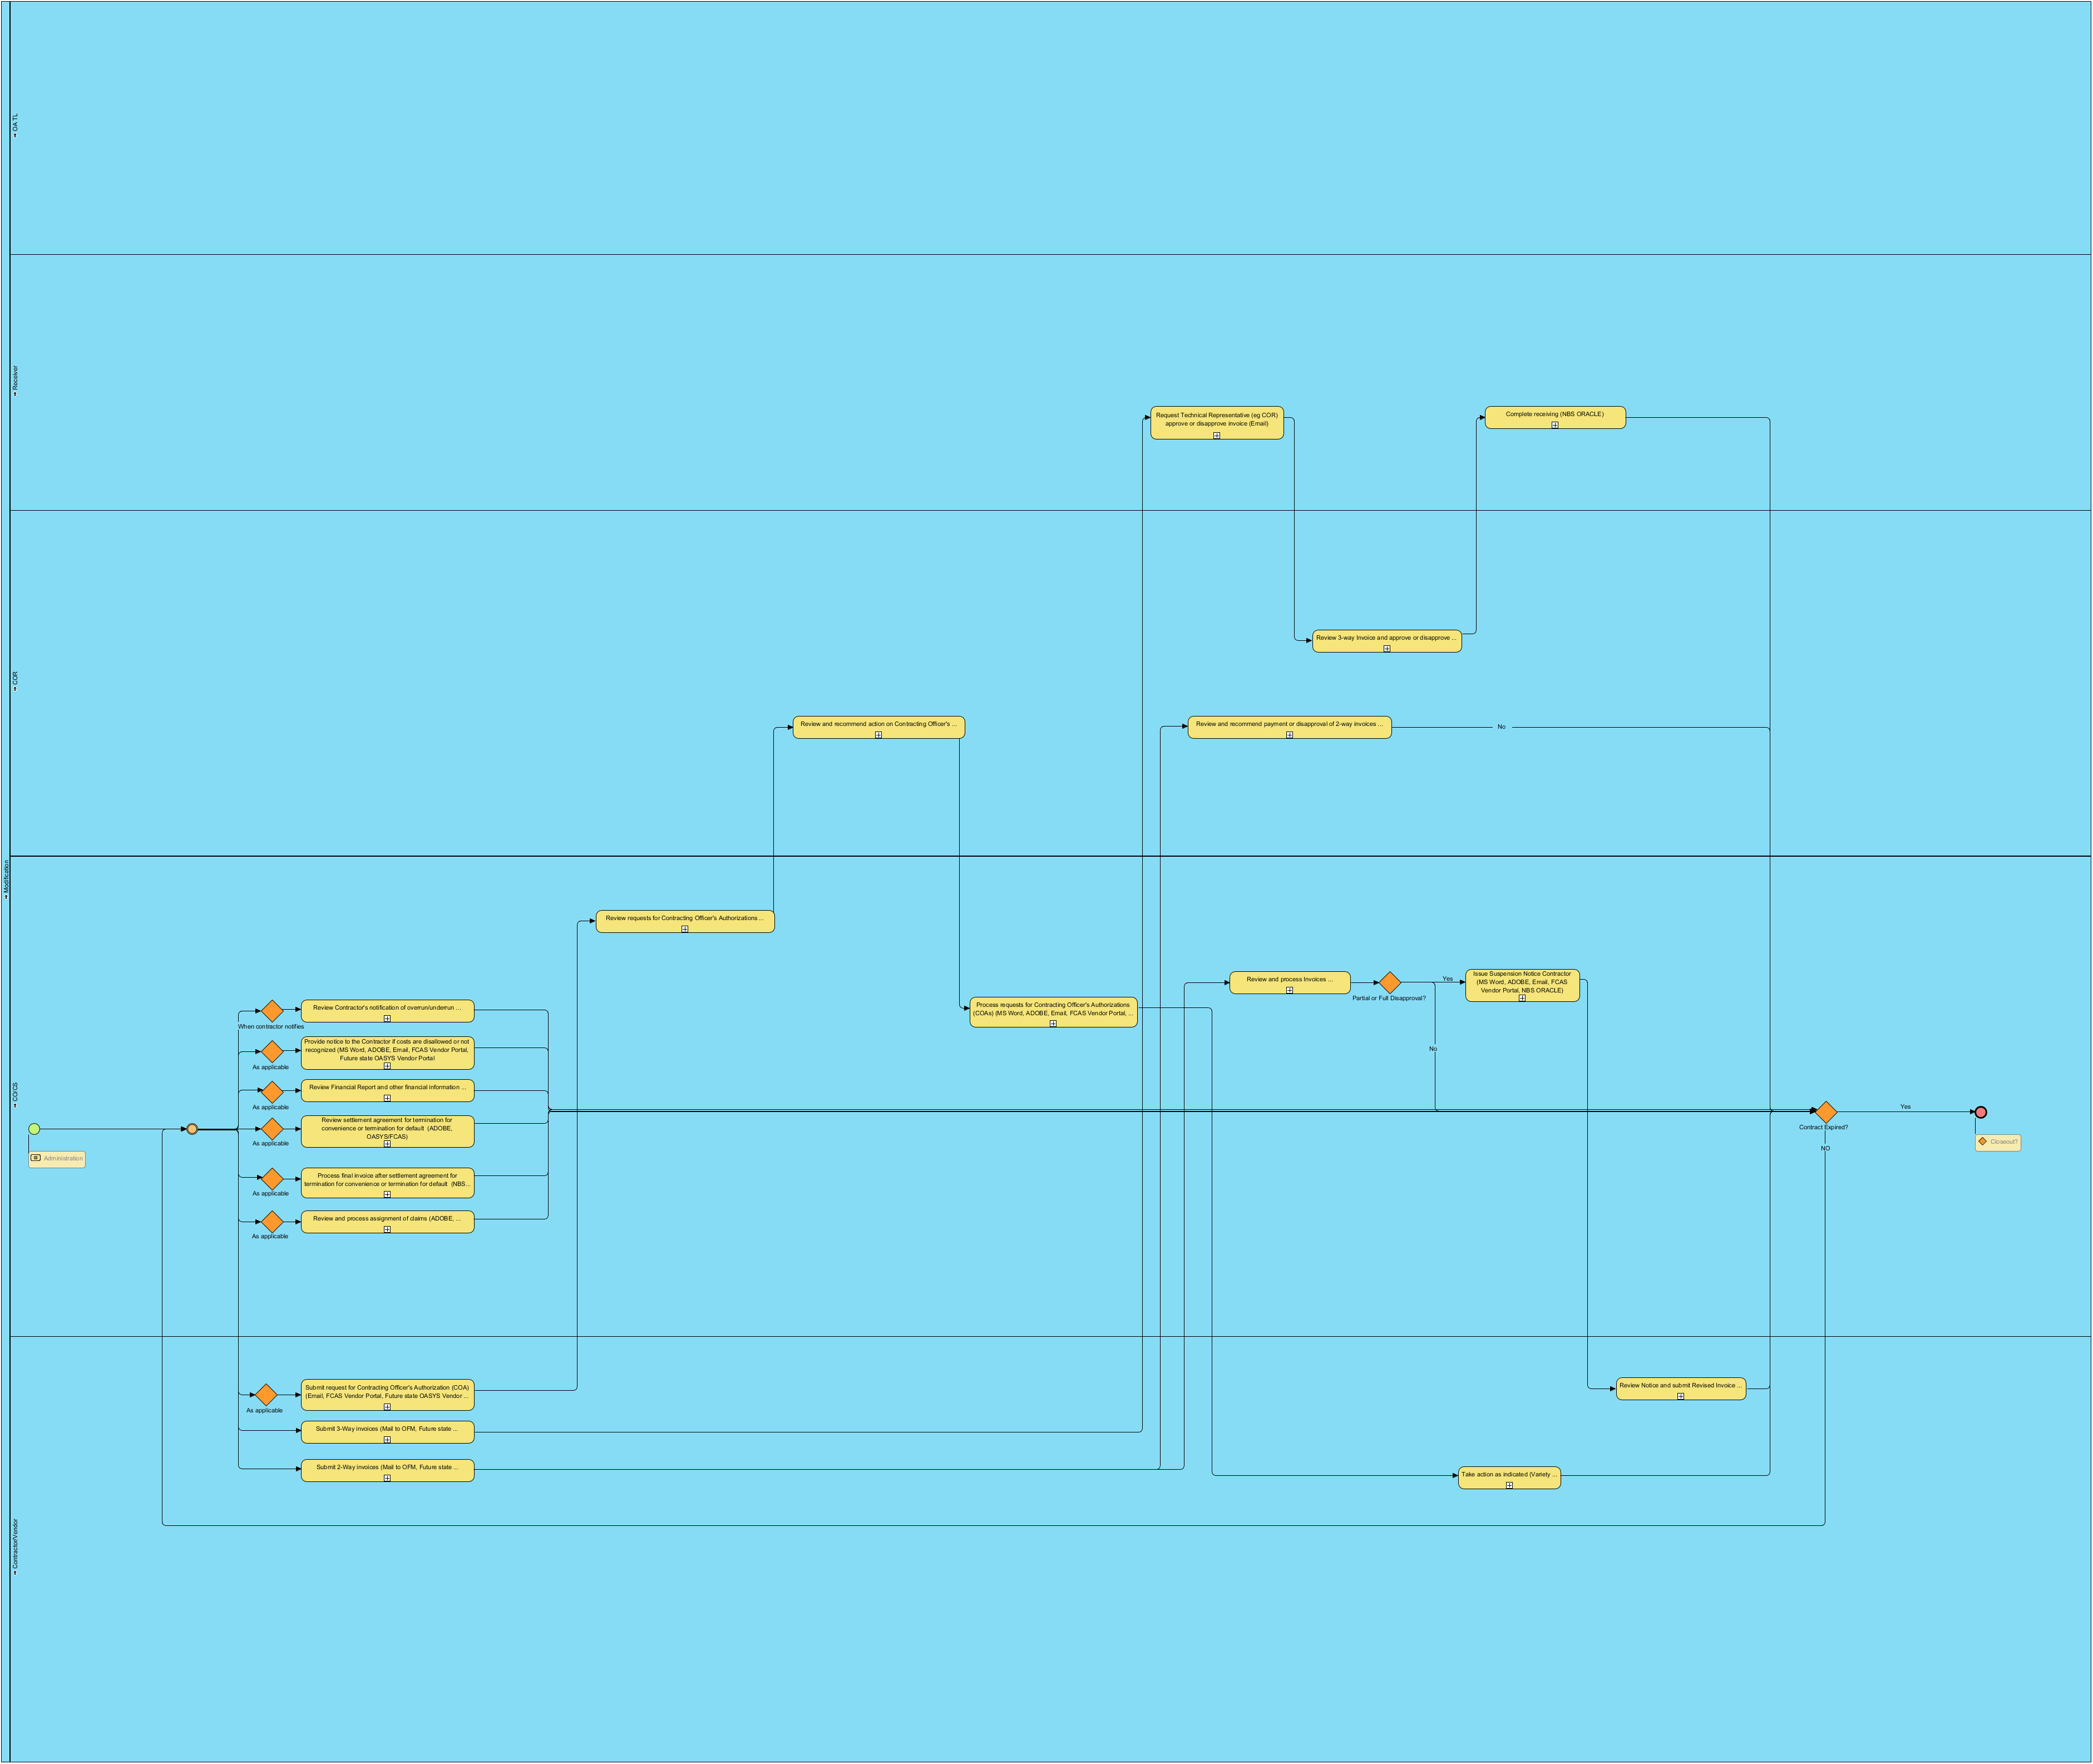 OA TL
Receiver
Request Technical Representative (eg COR)
approve or disapprove invoice (Email)
Complete receiving (NBS ORACLE)
COR
Review 3-way Invoice and approve or disapprove ...
Review and recommend action on Contracting Officer's ...
Review and recommend payment or disapproval of 2-way invoices ...
No
Modification
CO/CS
Review requests for Contracting Officer's Authorizations ...
Review and process Invoices ...
Partial or Full Disapproval?
Yes
No
Issue Suspension Notice Contractor
(MS Word, ADOBE, Email, FCAS
Vendor Portal, NBS ORACLE)
Process requests for Contracting Officer's Authorizations
(COAs) (MS Word, ADOBE, Email, FCAS Vendor Portal, ...
When contractor notifies
Review Contractor's notification of overrun/underrun ...
As applicable
Provide notice to the Contractor if costs are disallowed or not
recognized (MS Word, ADOBE, Email, FCAS Vendor Portal,
Future state OASYS Vendor Portal
As applicable
Review Financial Report and other financial information ...
As applicable
Review settlement agreement for termination for
convenience or termination for default (ADOBE,
OASYS/FCAS)
As applicable
Process final invoice after settlement agreement for
termination for convenience or termination for default (NBS...
As applicable
Review and process assignment of claims (ADOBE, ...
Administration
Contract Expired?
Yes
NO
Closeout?
Contractor/Vendor
As applicable
Submit request for Contracting Officer's Authorization (COA)
(Email, FCAS Vendor Portal, Future state OASYS Vendor ...
Submit 3-Way invoices (Mail to OFM, Future state ...
Submit 2-Way invoices (Mail to OFM, Future state ...
Review Notice and submit Revised Invoice ...
Take action as indicated (Variety ...